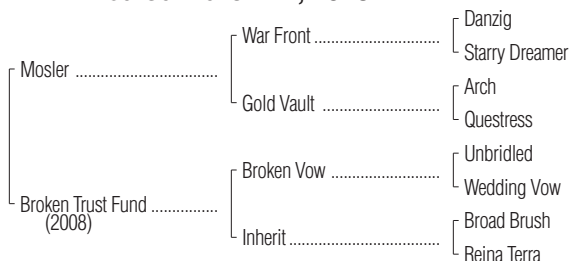 Danzig
War Front
Starry Dreamer
Mosler
Arch
Gold Vault
Questress
Unbridled
Broken Vow
Wedding Vow
Broken Trust Fund
(2008)
Broad Brush
Inherit
Reina Terra